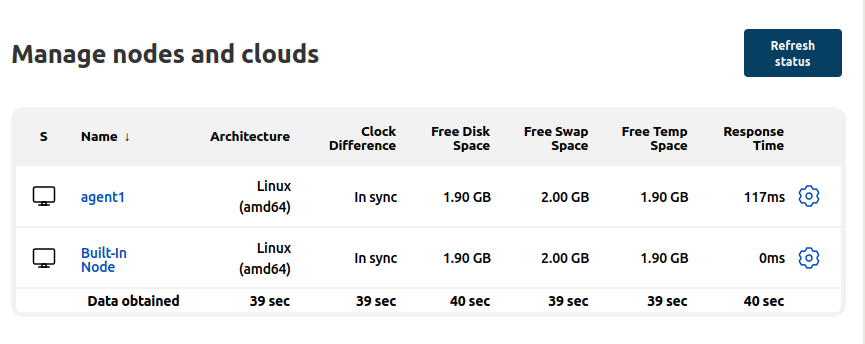 Manage nodes and clouds
Refresh
status
S Name ↓ Architecture Clock Difference Free Disk Space Free Swap Space Free Temp Space Response Time
agent1 Linux (amd64) In sync 1.90 GB 2.00 GB 1.90 GB 117ms
Built-In Node Linux (amd64) In sync 1.90 GB 2.00 GB 1.90 GB 0ms
Data obtained 39 sec 39 sec 40 sec 39 sec 39 sec 40 sec